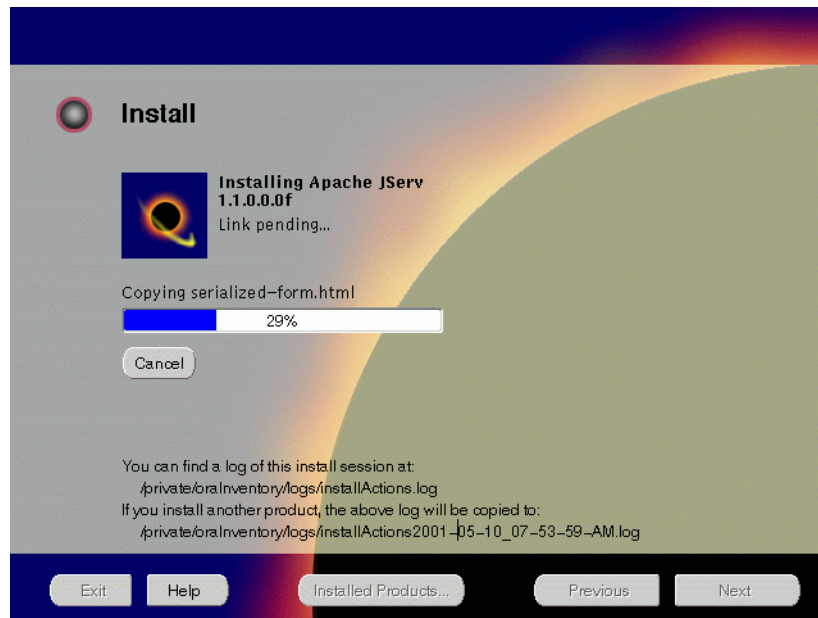 Install
Installing Apache JServ
1.1.0.0.0f
Link pending...
Copying serialized-form.html
29%
Cancel
You can find a log of this install session at:
/private/oraInventory/logs/installActions.log
If you install another product, the above log will be copied to:
/private/oraInventory/logs/installActions2001-05-10_07-53-59-AM.log
Exit
Help
Installed Products...
Previous
Next